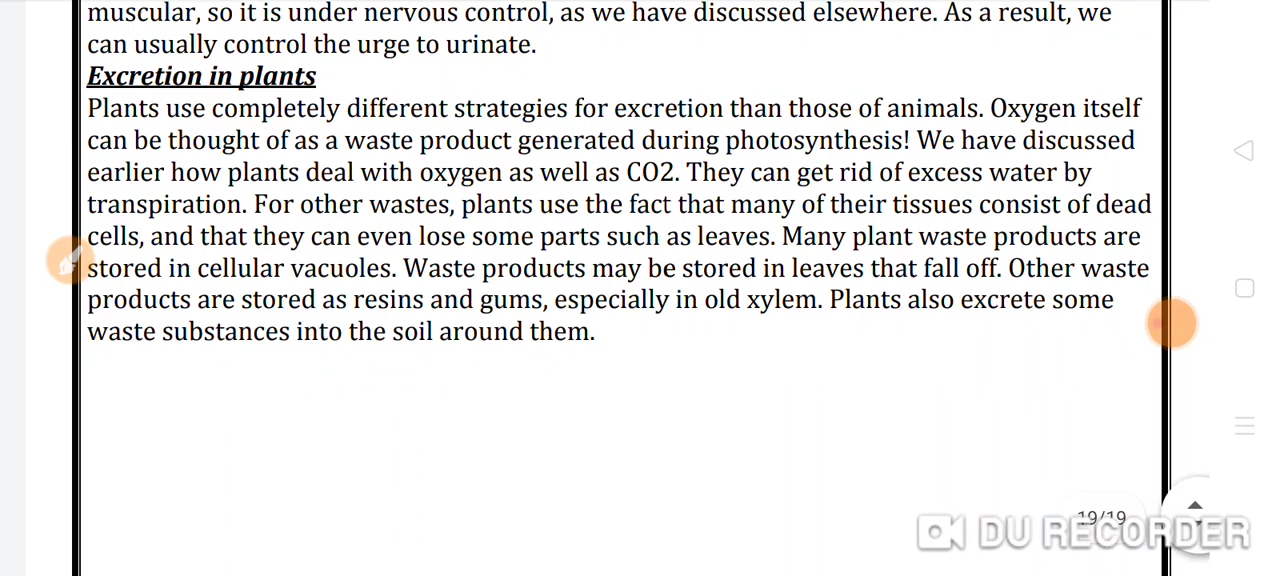 muscular, so it is under nervous control, as we have discussed elsewhere. As a result, we
can usually control the urge to urinate.
Excretion in plants
Plants use completely different strategies for excretion than those of animals. Oxygen itself
can be thought of as a waste product generated during photosynthesis! We have discussed
earlier how plants deal with oxygen as well as CO2. They can get rid of excess water by
transpiration. For other wastes, plants use the fact that many of their tissues consist of dead
cells, and that they can even lose some parts such as leaves. Many plant waste products are
stored in cellular vacuoles. Waste products may be stored in leaves that fall off. Other waste
products are stored as resins and gums, especially in old xylem. Plants also excrete some
waste substances into the soil around them.
19/19
DU RECORDER